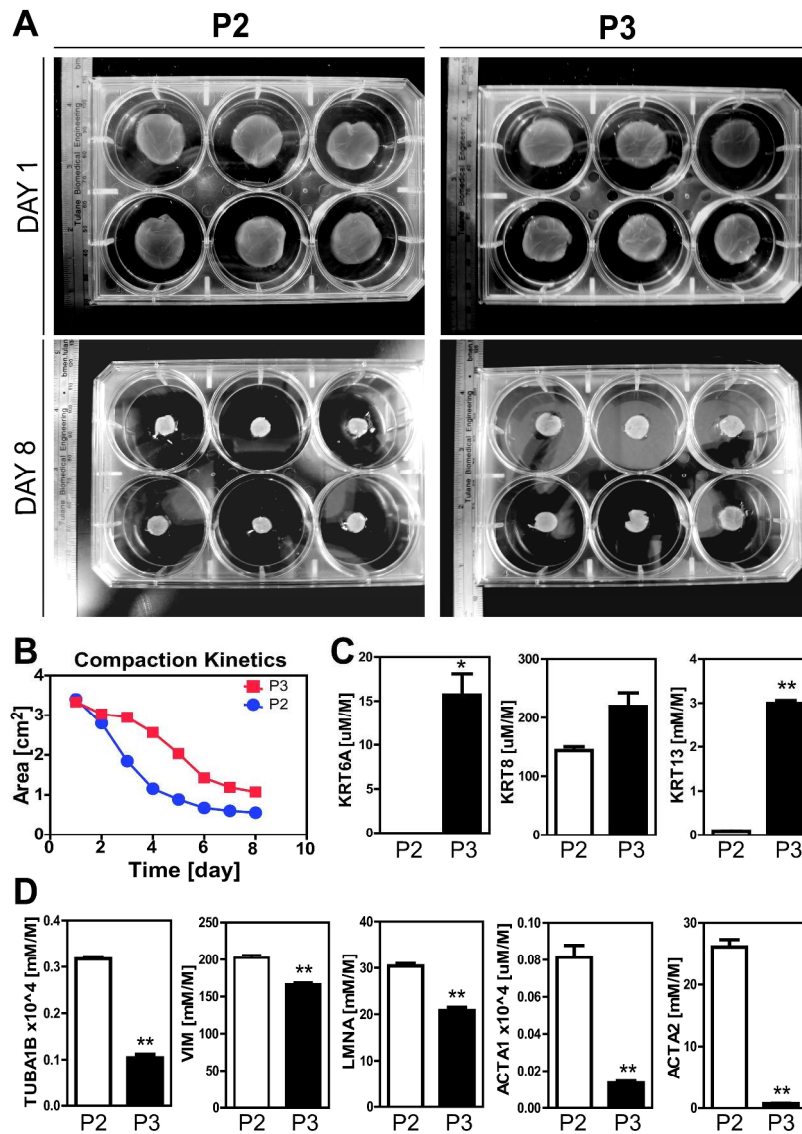 A
P2
P3
DAY 1
Tulane Biomedical Engineering
Tulane Biomedical Engineering
DAY 8
B
Compaction Kinetics
P3
P2
Area [cm²]
4
3
2
1
0
0 2 4 6 8 10
Time [day]
C
KRT6A [uM/M]
20
15
10
5
0
*
P2 P3
KRT8 [uM/M]
300
200
100
0
P2 P3
KRT13 [mM/M]
4
3
2
1
0
**
P2 P3
D
TUBA1B x10^4 [mM/M]
0.4
0.3
0.2
0.1
0.0
**
P2 P3
VIM [mM/M]
250
200
150
100
50
0
**
P2 P3
LMNA [mM/M]
40
30
20
10
0
**
P2 P3
ACTA1 x10^4 [uM/M]
0.10
0.08
0.06
0.04
0.02
0.00
**
P2 P3
ACTA2 [mM/M]
30
20
10
0
**
P2 P3